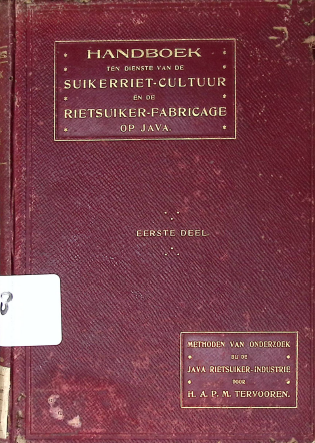 HANDBOEK
TEN DIENSTE VAN DE
SUIKERRIET-CULTUUR
EN DE
RIETSUIKER-FABRICAGE
OP JAVA.
EERSTE DEEL
METHODEN VAN ONDERZOEK
BIJ DE
JAVA RIETSUIKER-INDUSTRIE
DOOR
H. A. P. M. TERVOOREN.